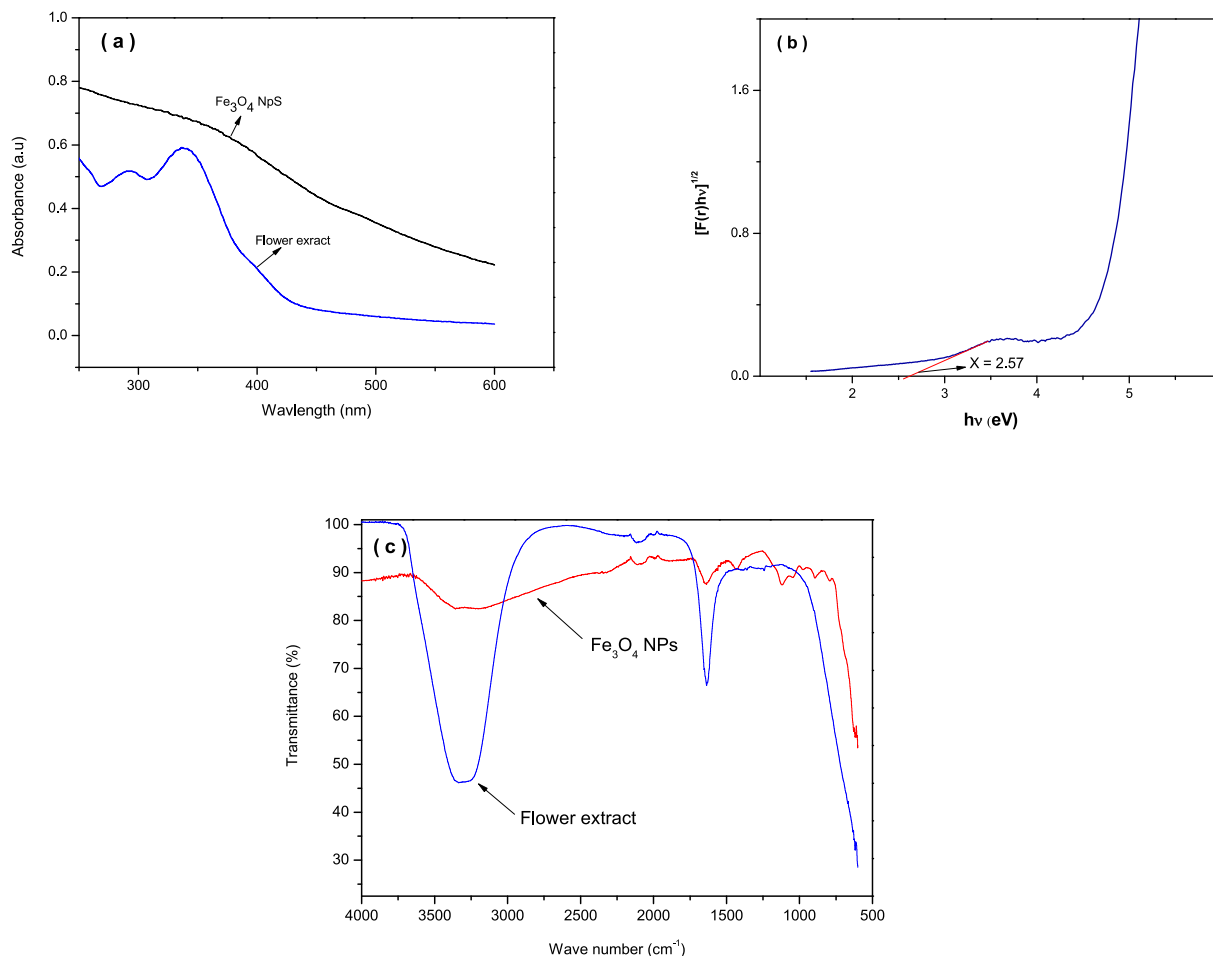 ( a )
1.0
0.8
0.6
0.4
0.2
0.0
Absorbance (a.u)
Fe3O4 NpS
Flower exract
300
400
500
600
Wavlength (nm)
( b )
1.6
0.8
0.0
[F(r)hν]^1/2
X = 2.57
2
3
4
5
hν (eV)
( c )
100
90
80
70
60
50
40
30
Transmittance (%)
Fe3O4 NPs
Flower extract
4000
3500
3000
2500
2000
1500
1000
500
Wave number (cm-1)